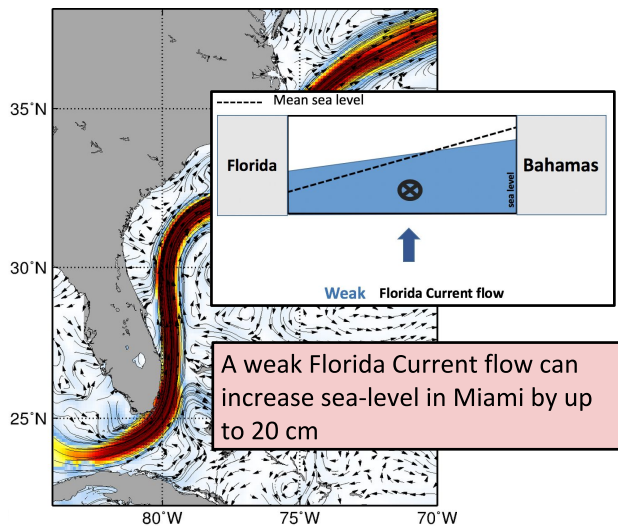 35°N
30°N
25°N
80°W
75°W
70°W
Mean sea level
Florida
Bahamas
sea level
Weak Florida Current flow
A weak Florida Current flow can
increase sea-level in Miami by up
to 20 cm